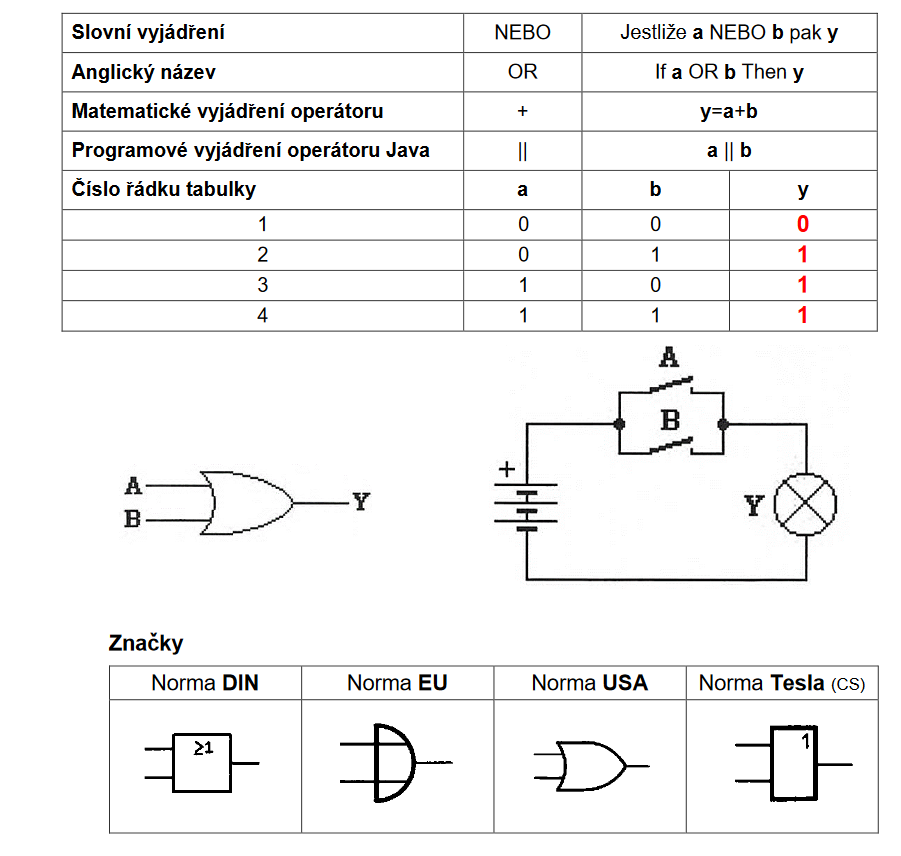 Slovní vyjádření NEBO Jestliže a NEBO b pak y
Anglický název OR If a OR b Then y
Matematické vyjádření operátoru + y=a+b
Programové vyjádření operátoru Java || a || b
Číslo řádku tabulky a b y
1 0 0 0
2 0 1 1
3 1 0 1
4 1 1 1
A
B
+
A
B
Y
Y
Značky
Norma DIN Norma EU Norma USA Norma Tesla (CS)
≥1 1